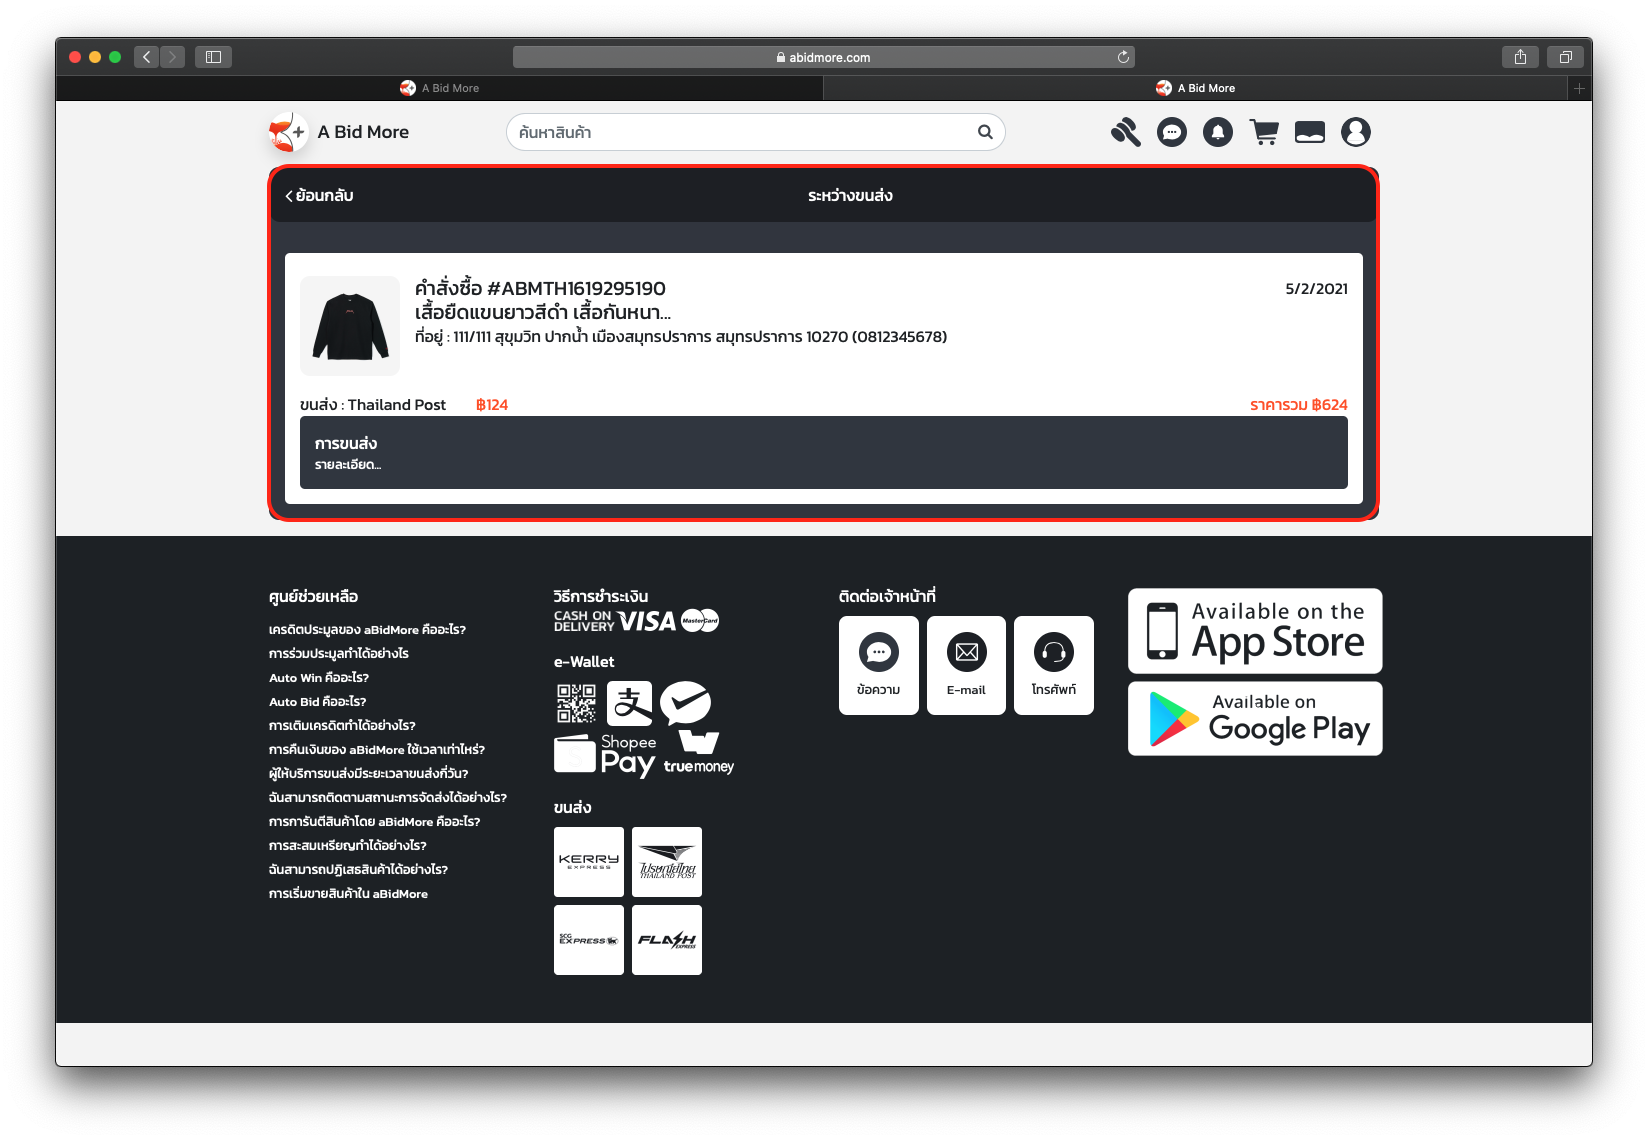 abidmore.com
A Bid More
A Bid More
A Bid More
ค้นหาสินค้า
ย้อนกลับ
ระหว่างขนส่ง
คำสั่งซื้อ #ABMTH1619295190
5/2/2021
เสื้อยืดแขนยาวสีดำ เสื้อกันหนา...
ที่อยู่ : 111/111 สุขุมวิท ปากน้ำ เมืองสมุทรปราการ สมุทรปราการ 10270 (0812345678)
ขนส่ง : Thailand Post ฿124
ราคารวม ฿624
การขนส่ง
รายละเอียด...
ศูนย์ช่วยเหลือ
เครดิตประมูลของ aBidMore คืออะไร?
การร่วมประมูลทำได้อย่างไร
Auto Win คืออะไร?
Auto Bid คืออะไร?
การเติมเครดิตทำได้อย่างไร?
การคืนเงินของ aBidMore ใช้เวลาเท่าไหร่?
ผู้ให้บริการขนส่งมีระยะเวลาขนส่งกี่วัน?
ฉันสามารถติดตามสถานะการจัดส่งได้อย่างไร?
การการันตีสินค้าโดย aBidMore คืออะไร?
การสะสมเหรียญทำได้อย่างไร?
ฉันสามารถปฏิเสธสินค้าได้อย่างไร?
การเริ่มขายสินค้าใน aBidMore
วิธีการชำระเงิน
CASH ON DELIVERY VISA MasterCard
e-Wallet
支
Shopee Pay
truemoney
ขนส่ง
KERRY EXPRESS
ไปรษณีย์ไทย
THAILAND POST
SCG EXPRESS
FLASH EXPRESS
ติดต่อเจ้าหน้าที่
ข้อความ
E-mail
โทรศัพท์
Available on the
App Store
Available on
Google Play